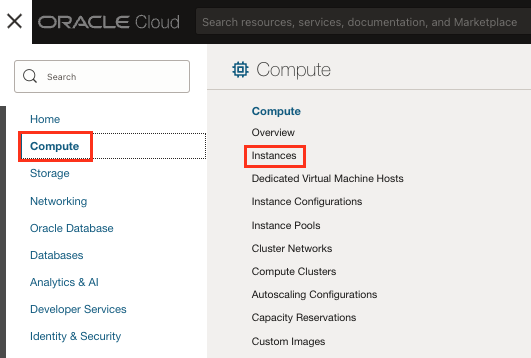 ORACLE Cloud
Search resources, services, documentation, and Marketplace
Search
Home
Compute
Storage
Networking
Oracle Database
Databases
Analytics & AI
Developer Services
Identity & Security
Compute
Compute
Overview
Instances
Dedicated Virtual Machine Hosts
Instance Configurations
Instance Pools
Cluster Networks
Compute Clusters
Autoscaling Configurations
Capacity Reservations
Custom Images